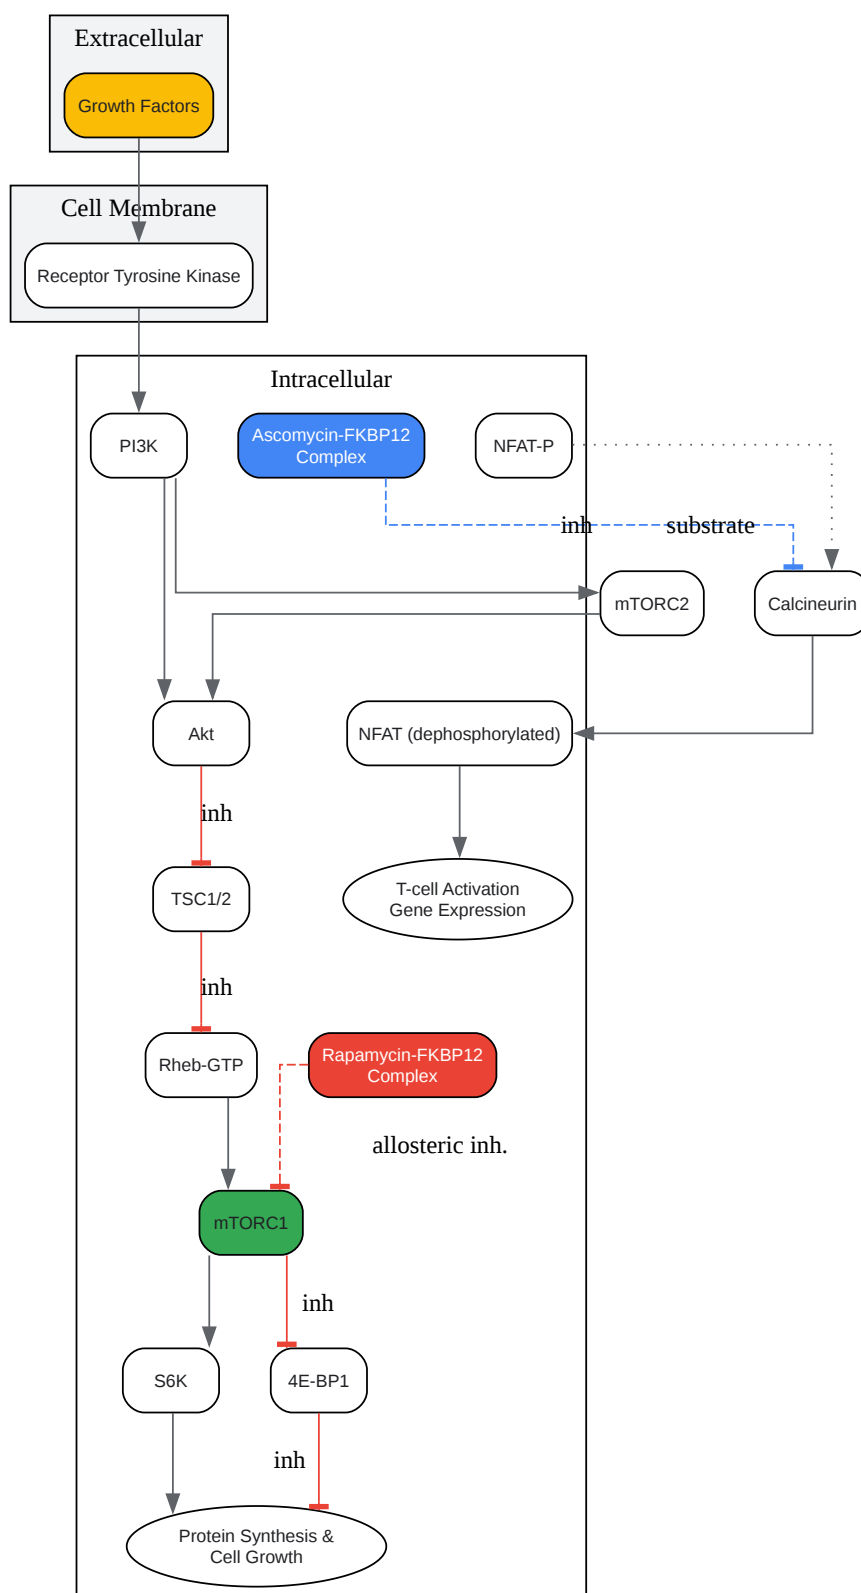 Extracellular
Growth Factors
Cell Membrane
Receptor Tyrosine Kinase
Intracellular
PI3K
Ascomycin-FKBP12
Complex
NFAT-P
inh
substrate
mTORC2
Calcineurin
Akt
NFAT (dephosphorylated)
inh
TSC1/2
T-cell Activation
Gene Expression
inh
Rheb-GTP
Rapamycin-FKBP12
Complex
allosteric inh.
mTORC1
inh
S6K
4E-BP1
inh
Protein Synthesis &
Cell Growth